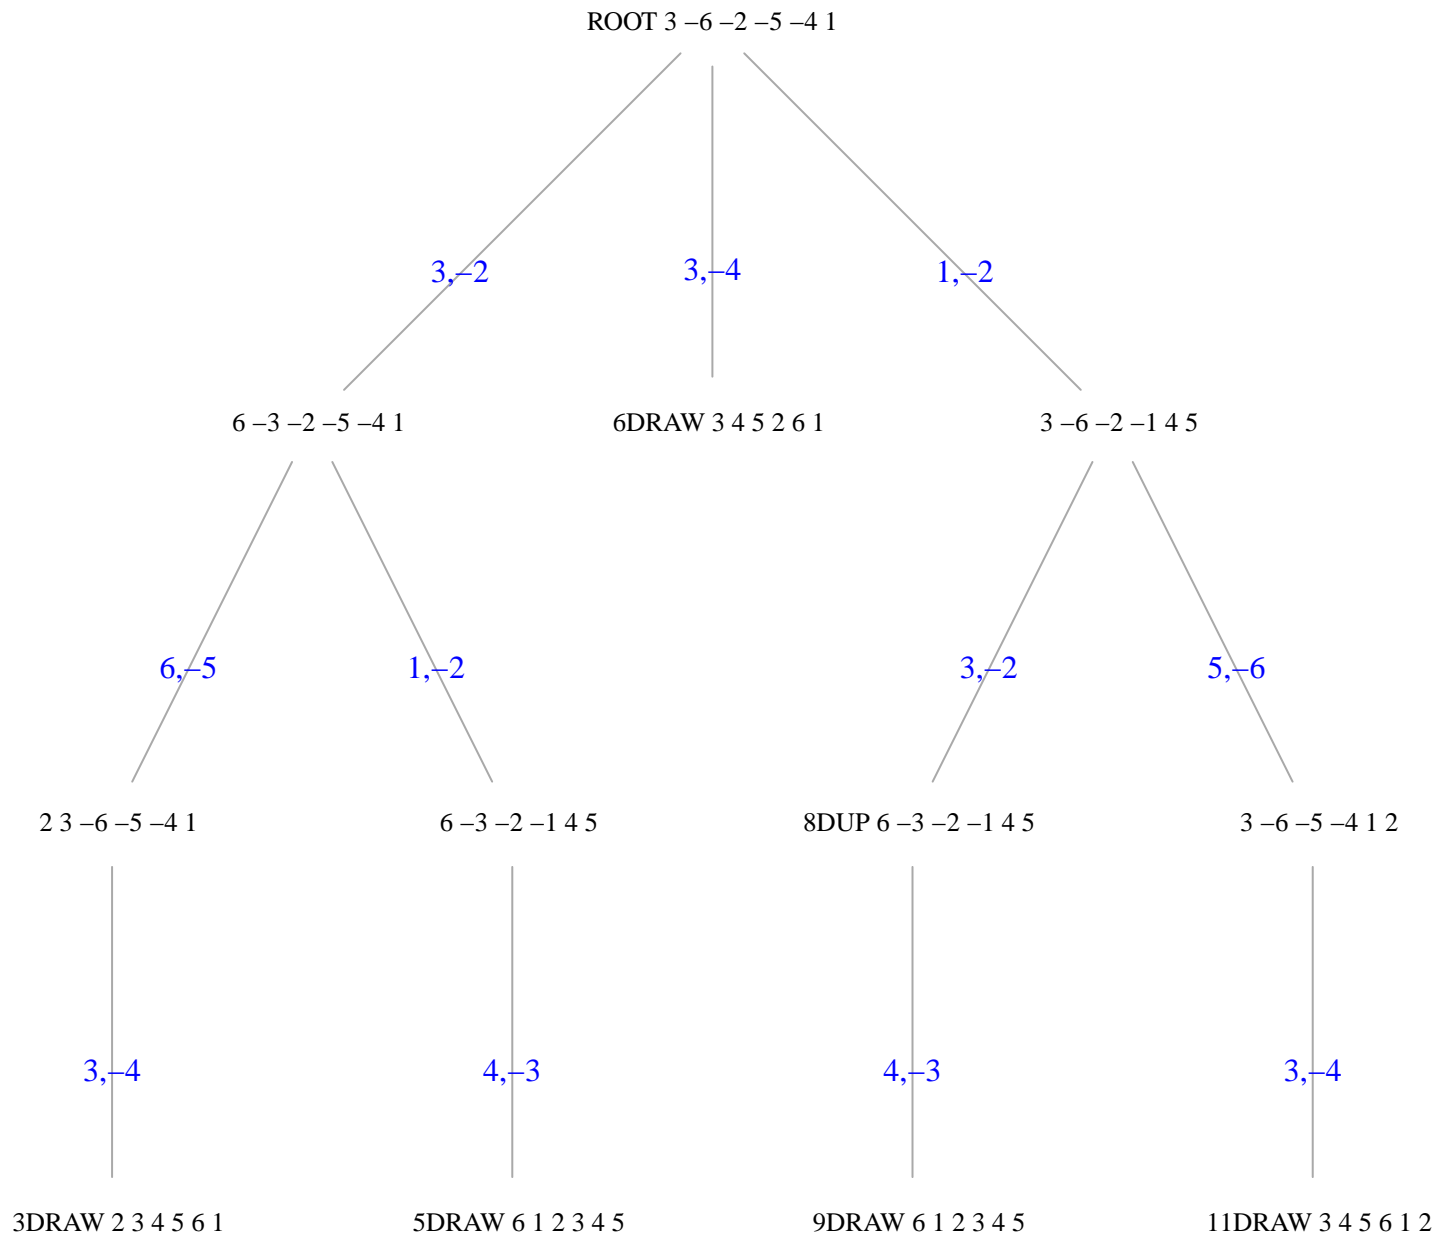 ROOT 3 –6 –2 –5 –4 1
3,–2
3,–4
1,–2
6 –3 –2 –5 –4 1
6DRAW 3 4 5 2 6 1
3 –6 –2 –1 4 5
6,–5
1,–2
3,–2
5,–6
2 3 –6 –5 –4 1
6 –3 –2 –1 4 5
8DUP 6 –3 –2 –1 4 5
3 –6 –5 –4 1 2
3,–4
4,–3
4,–3
3,–4
3DRAW 2 3 4 5 6 1
5DRAW 6 1 2 3 4 5
9DRAW 6 1 2 3 4 5
11DRAW 3 4 5 6 1 2